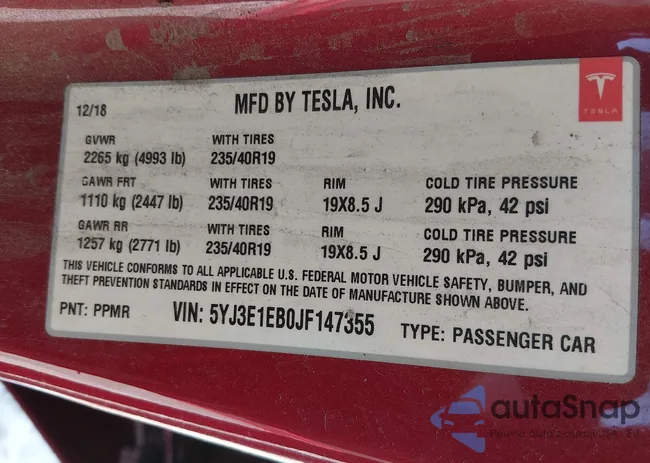 12/18 MFD BY TESLA, INC.
TESLA
GVWR WITH TIRES
2265 kg (4993 lb) 235/40R19
GAWR FRT WITH TIRES RIM COLD TIRE PRESSURE
1110 kg (2447 lb) 235/40R19 19X8.5 J 290 kPa, 42 psi
GAWR RR WITH TIRES RIM COLD TIRE PRESSURE
1257 kg (2771 lb) 235/40R19 19X8.5 J 290 kPa, 42 psi
THIS VEHICLE CONFORMS TO ALL APPLICABLE U.S. FEDERAL MOTOR VEHICLE SAFETY, BUMPER, AND
THEFT PREVENTION STANDARDS IN EFFECT ON THE DATE OF MANUFACTURE SHOWN ABOVE.
PNT: PPMR VIN: 5YJ3E1EB0JF147355 TYPE: PASSENGER CAR
autaSnap
Pewne auta z aukcji